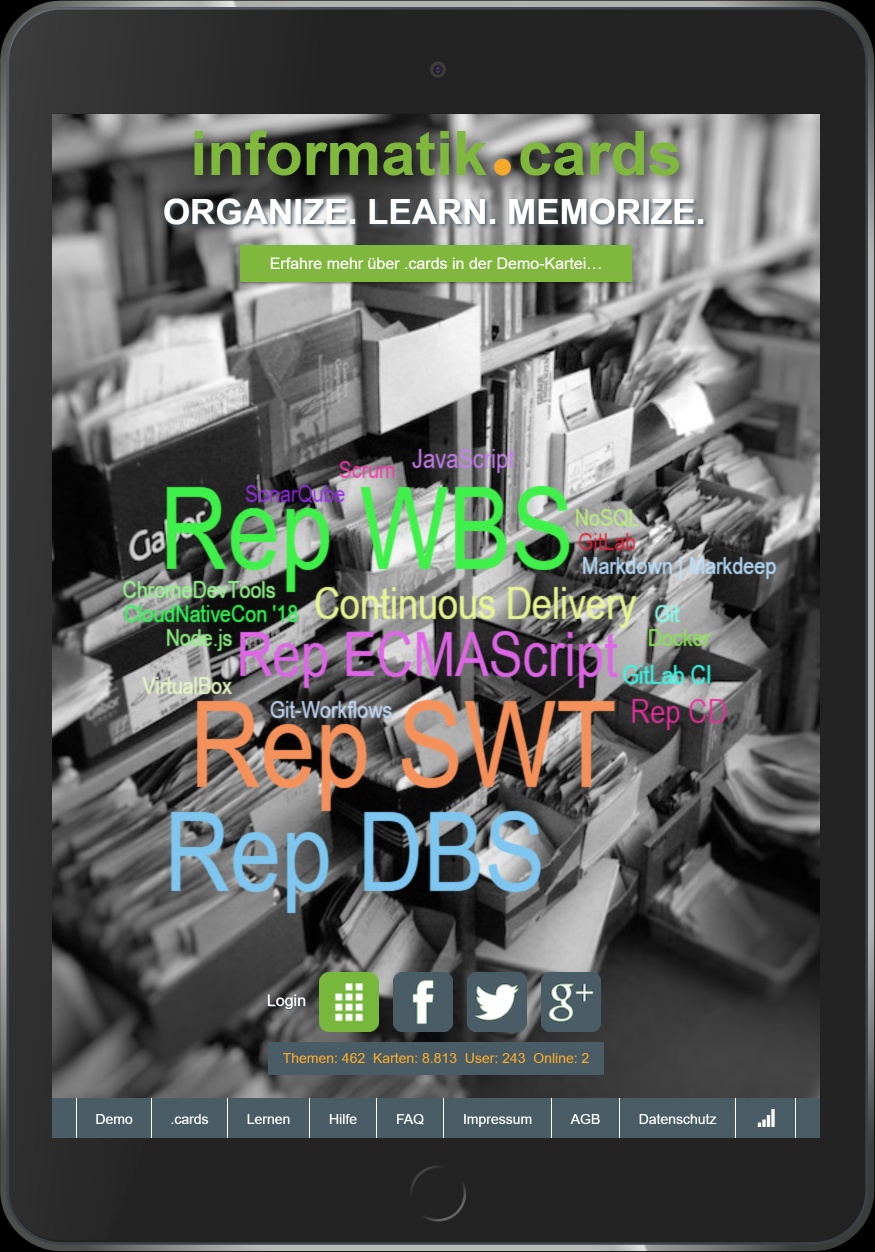 informatik.cards
ORGANIZE. LEARN. MEMORIZE.
Erfahre mehr über .cards in der Demo-Kartei…
JavaScript
Scrum
SonarQube
Rep WBS
NoSQL
GitLab
Markdown | Markdeep
Gabor
ChromeDevTools
Continuous Delivery
CloudNativeCon '18
Git
Node.js
Docker
Rep ECMAScript
GitLab CI
VirtualBox
Git-Workflows
Rep CD
Rep SWT
Rep DBS
Login
Themen: 462 Karten: 8.813 User: 243 Online: 2
Demo .cards Lernen Hilfe FAQ Impressum AGB Datenschutz